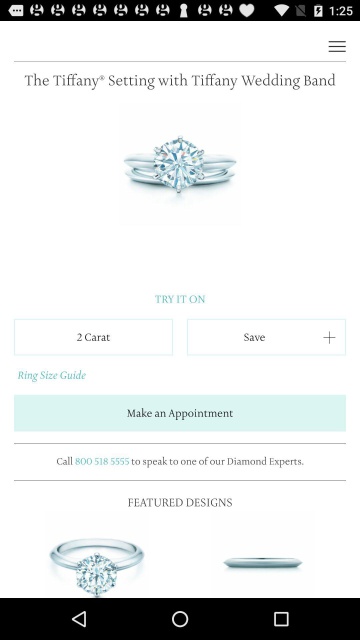 1:25
The Tiffany® Setting with Tiffany Wedding Band
TRY IT ON
2 Carat
Save
Ring Size Guide
Make an Appointment
Call 800 518 5555 to speak to one of our Diamond Experts.
FEATURED DESIGNS